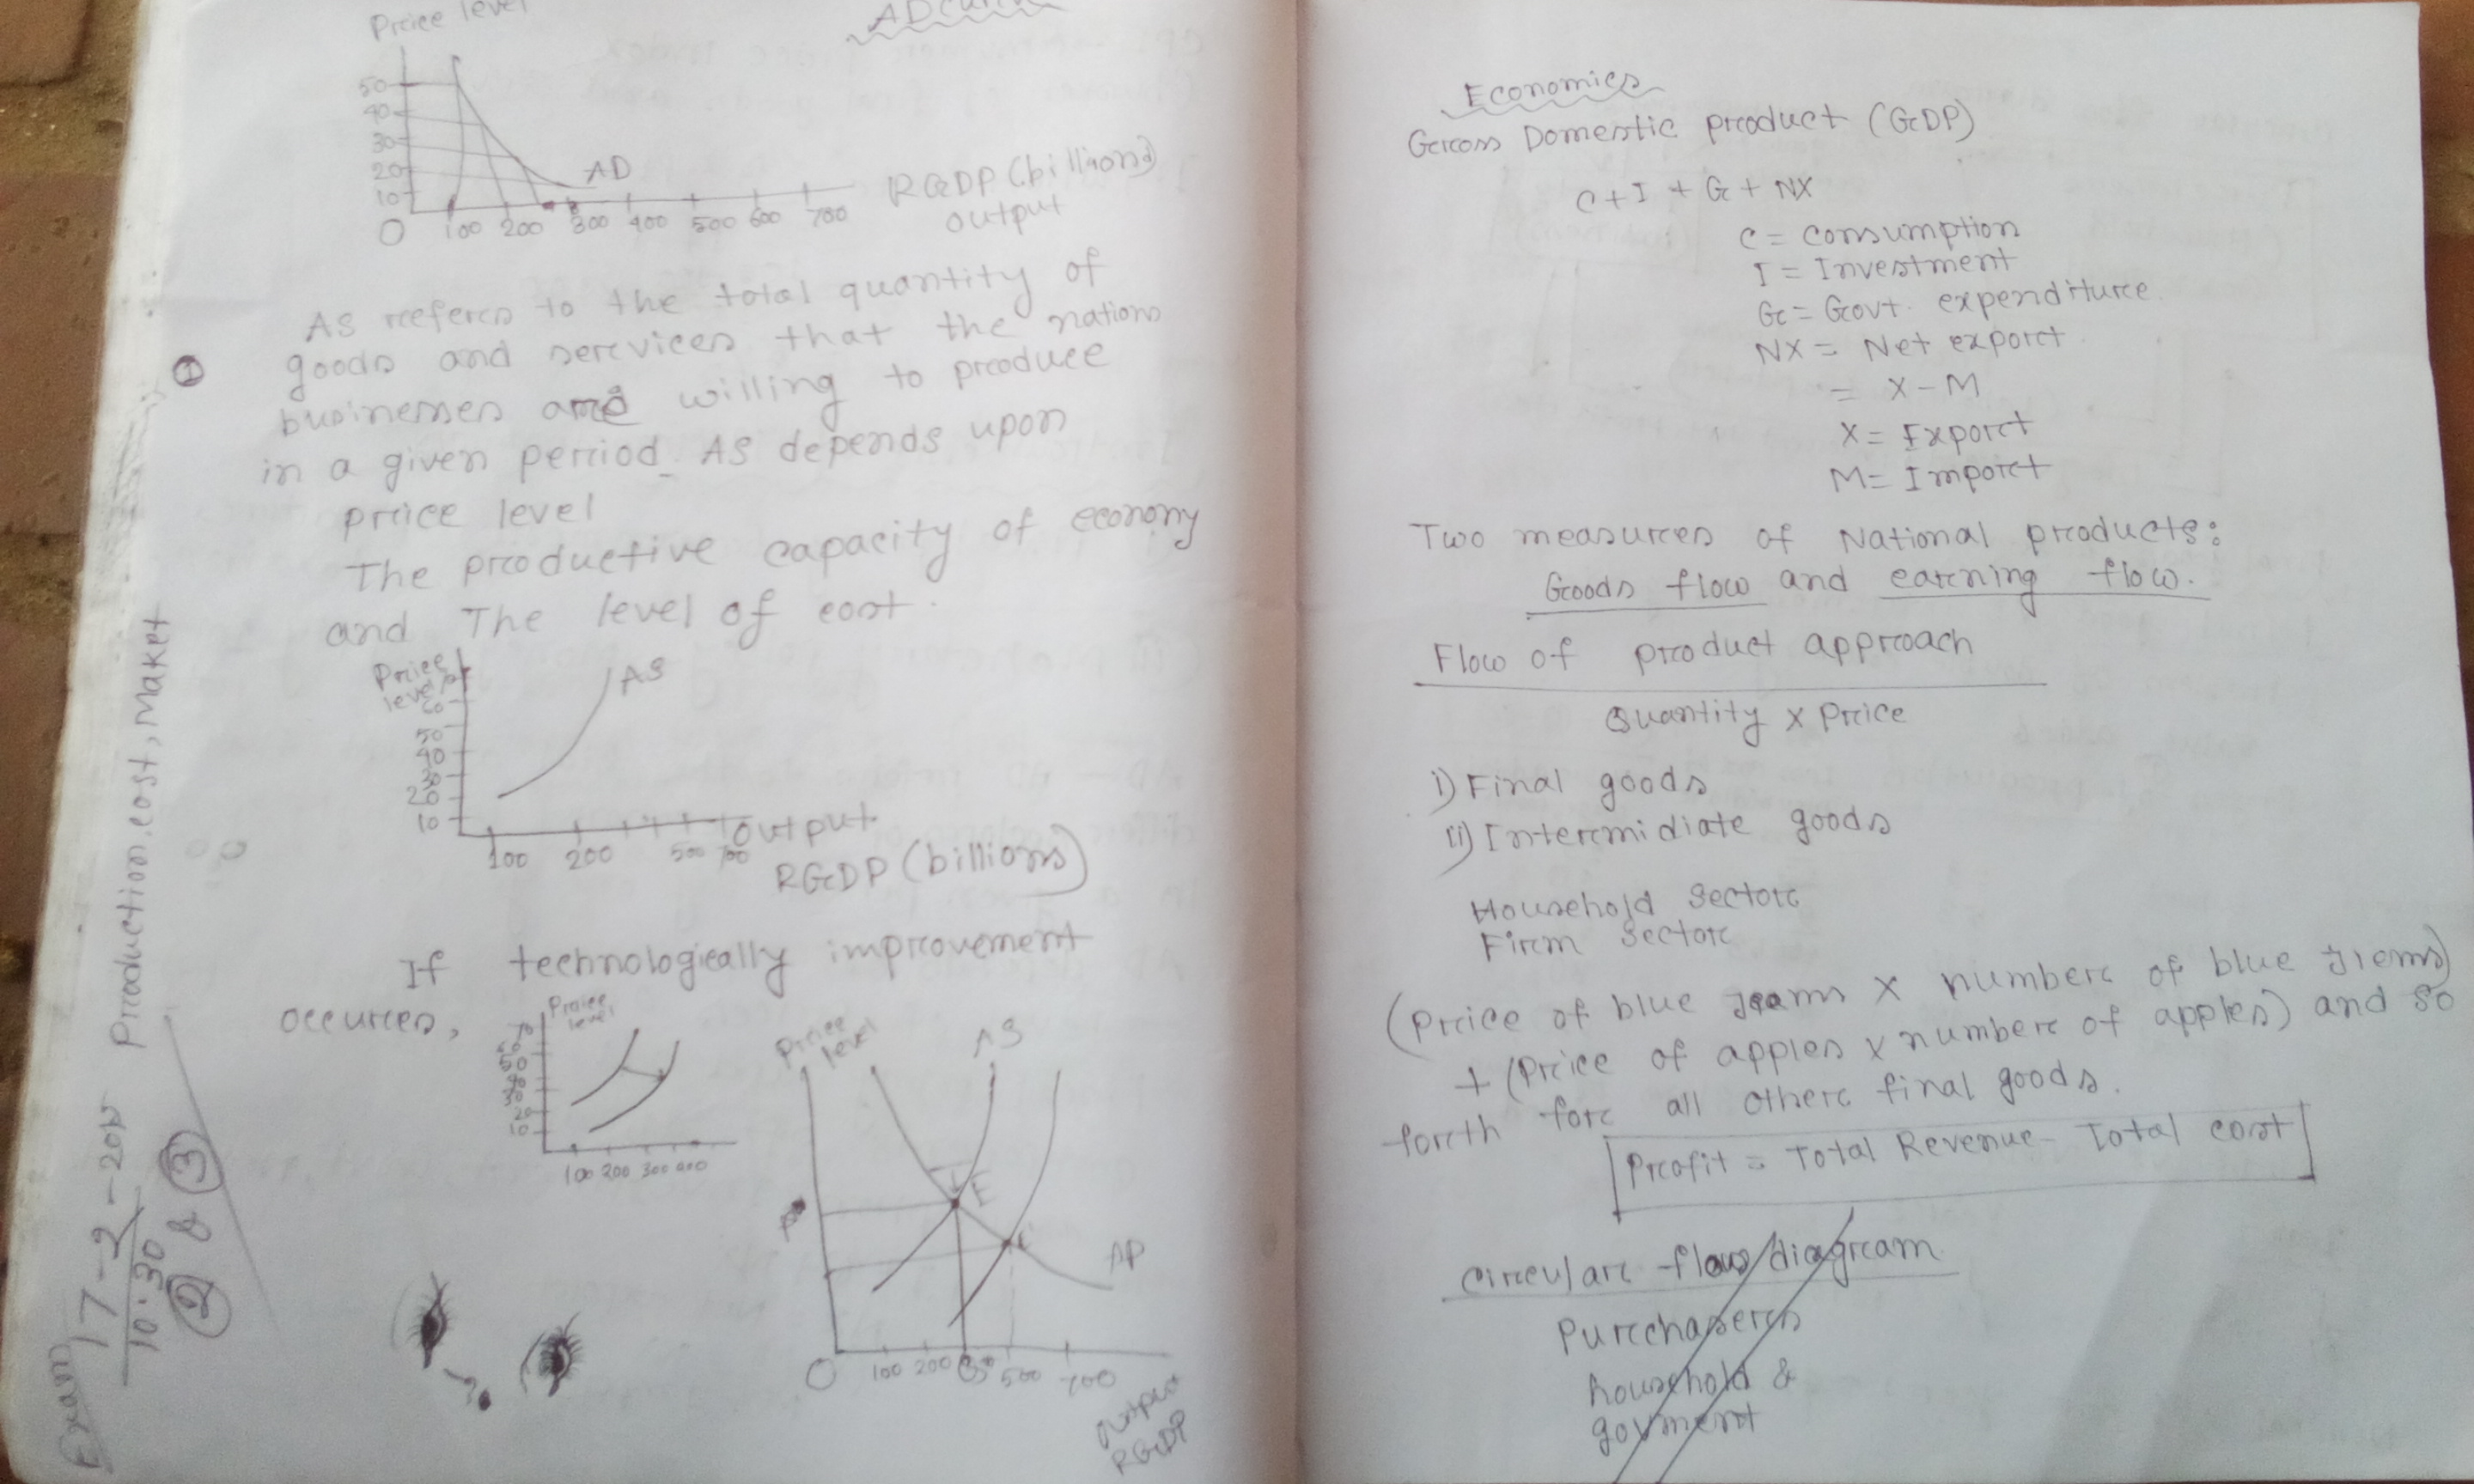 Price level
AD curve
50
40
30
20
10
AD
0 100 200 300 400 500 600 700
RGDP (billions)
output
AS refers to the total quantity of
goods and services that the nations
businesses are willing to produce
in a given period. AS depends upon
price level
The productive capacity of economy
and The level of cost.
Price
level
70
60
50
40
30
20
10
AS
100 200 500 700
output
RGDP (billions)
If technologically improvement
occures,
Price
level
70
60
50
40
30
20
10
100 200 300 400
Price
level
AS
E
P
0 100 200 500 700
output
RGDP
Production, cost, Maket
Exam
17-2-20
10.30
2 & 3
Economics
Gross Domestic product (GDP)
C+I + G + NX
C = Consumption
I = Investment
G = Govt. expenditure.
NX = Net export
= X - M
X = Export
M = Import
Two measures of National products:
Goods flow and earning flow.
Flow of product approach
Quantity x Price
i) Final goods
ii) Intermidiate goods
Household Sector
Firm Sector
(Price of blue jeans x number of blue jiens)
+ (Price of apples x number of apples) and so
forth for all other final goods.
Profit = Total Revenue - Total cost
Circular flow diagram
Purchasers
household &
govment